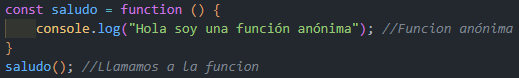 const saludo = function () {
    console.log("Hola soy una función anónima"); //Funcion anónima
}
saludo(); //Llamamos a la funcion